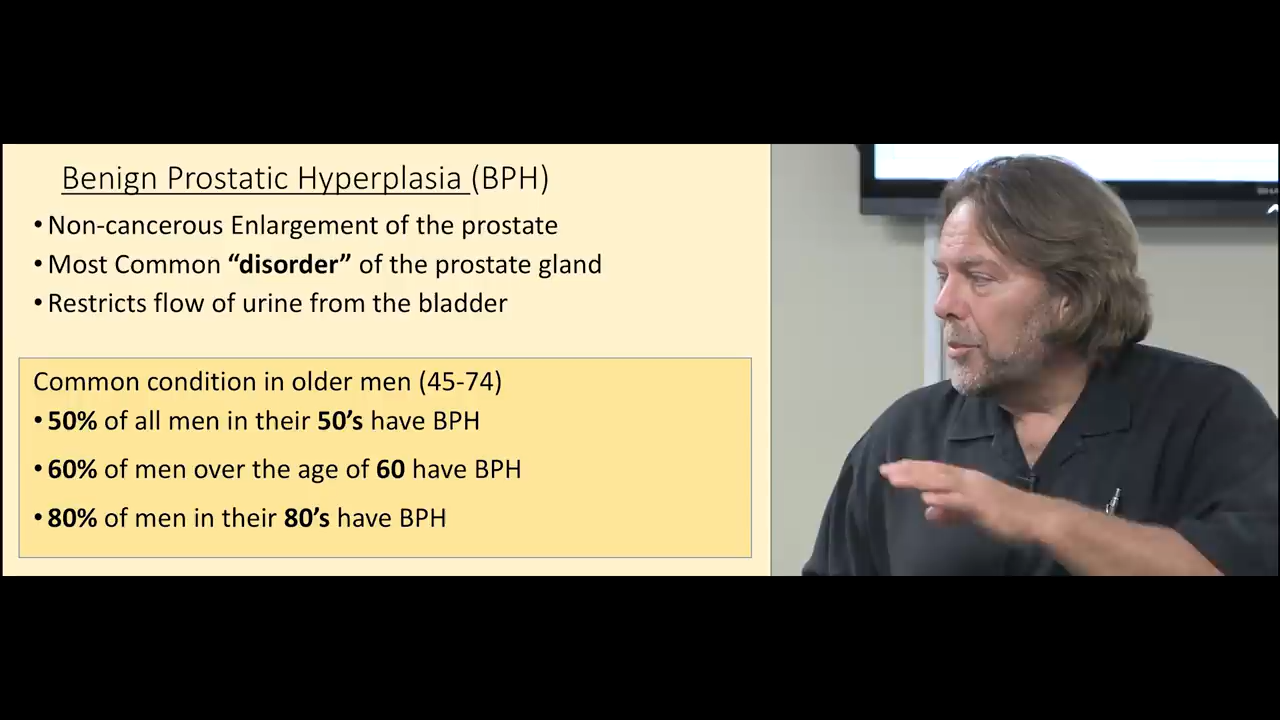 Benign Prostatic Hyperplasia (BPH)
• Non-cancerous Enlargement of the prostate
• Most Common “disorder” of the prostate gland
• Restricts flow of urine from the bladder
Common condition in older men (45-74)
• 50% of all men in their 50’s have BPH
• 60% of men over the age of 60 have BPH
• 80% of men in their 80’s have BPH